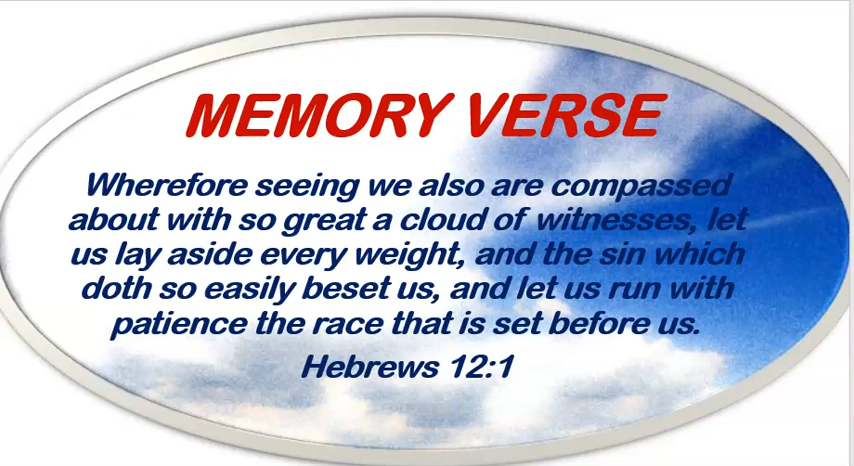 MEMORY VERSE
Wherefore seeing we also are compassed
about with so great a cloud of witnesses, let
us lay aside every weight, and the sin which
doth so easily beset us, and let us run with
patience the race that is set before us.
Hebrews 12:1